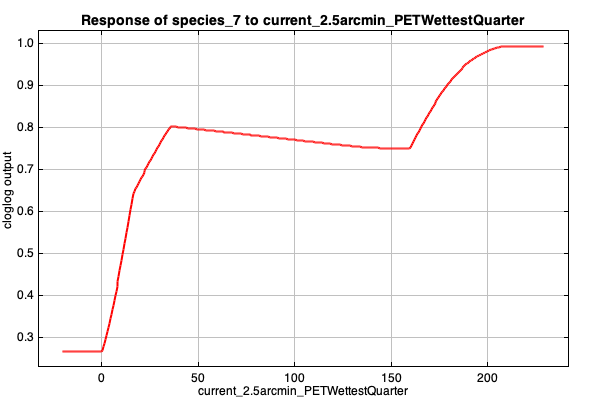 Response of species_7 to current_2.5arcmin_PETWettestQuarter
1.0
0.9
0.8
0.7
0.6
0.5
0.4
0.3
cloglog output
0 50 100 150 200
current_2.5arcmin_PETWettestQuarter